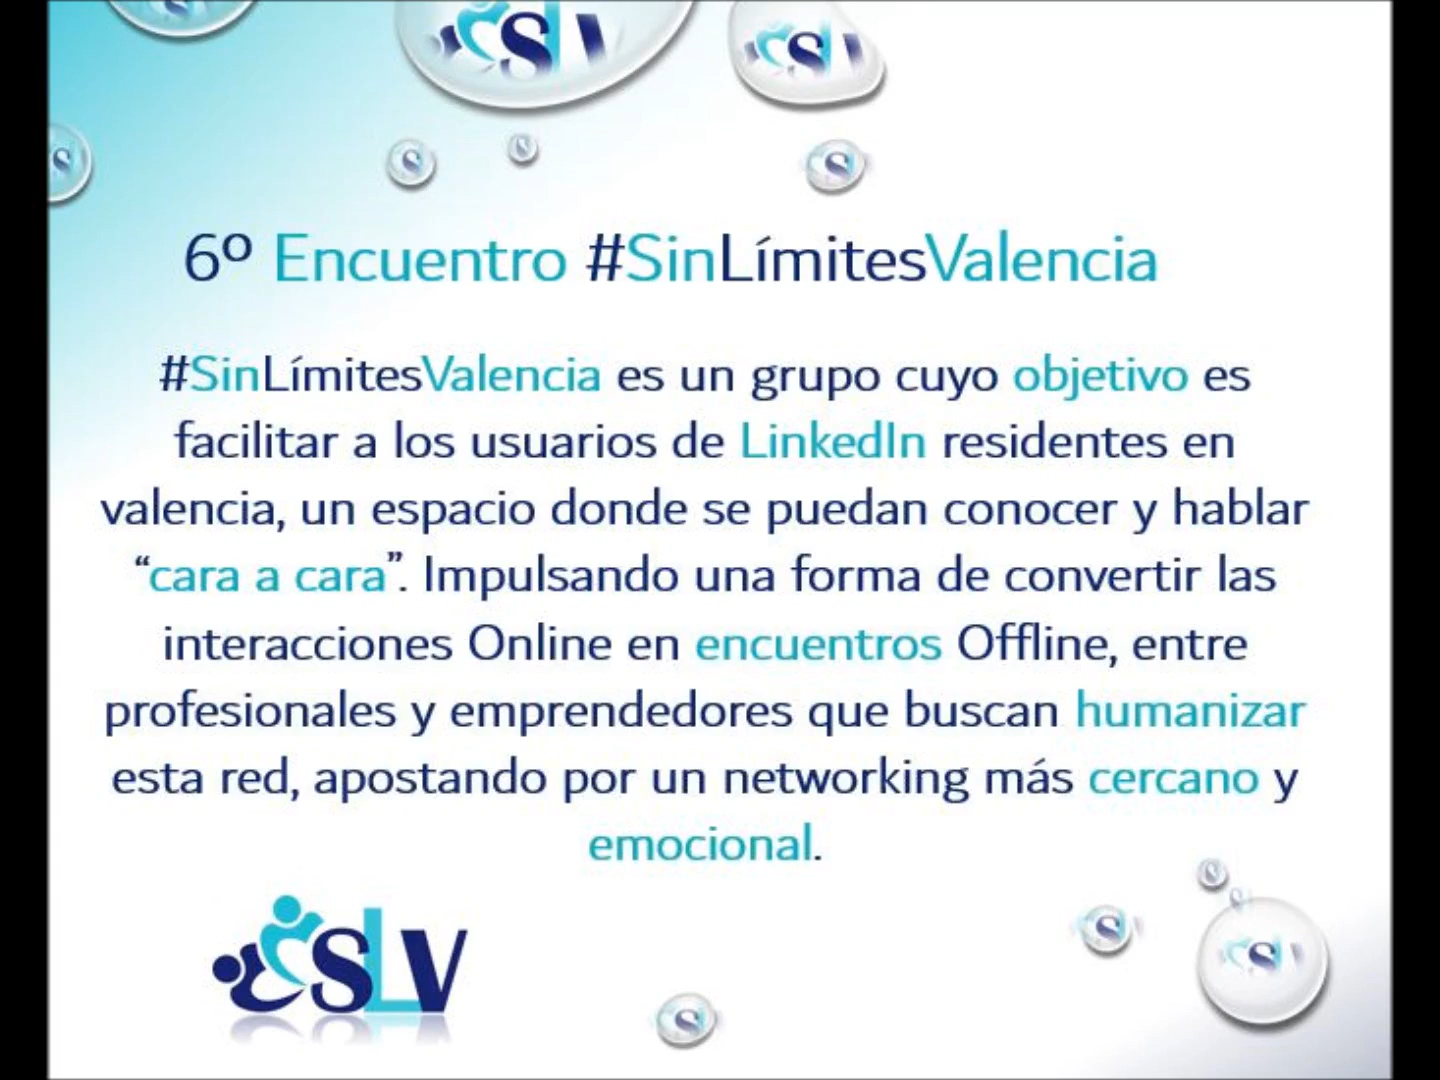 6º Encuentro #SinLímitesValencia
#SinLímitesValencia es un grupo cuyo objetivo es
facilitar a los usuarios de LinkedIn residentes en
valencia, un espacio donde se puedan conocer y hablar
“cara a cara”. Impulsando una forma de convertir las
interacciones Online en encuentros Offline, entre
profesionales y emprendedores que buscan humanizar
esta red, apostando por un networking más cercano y
emocional.
SLV